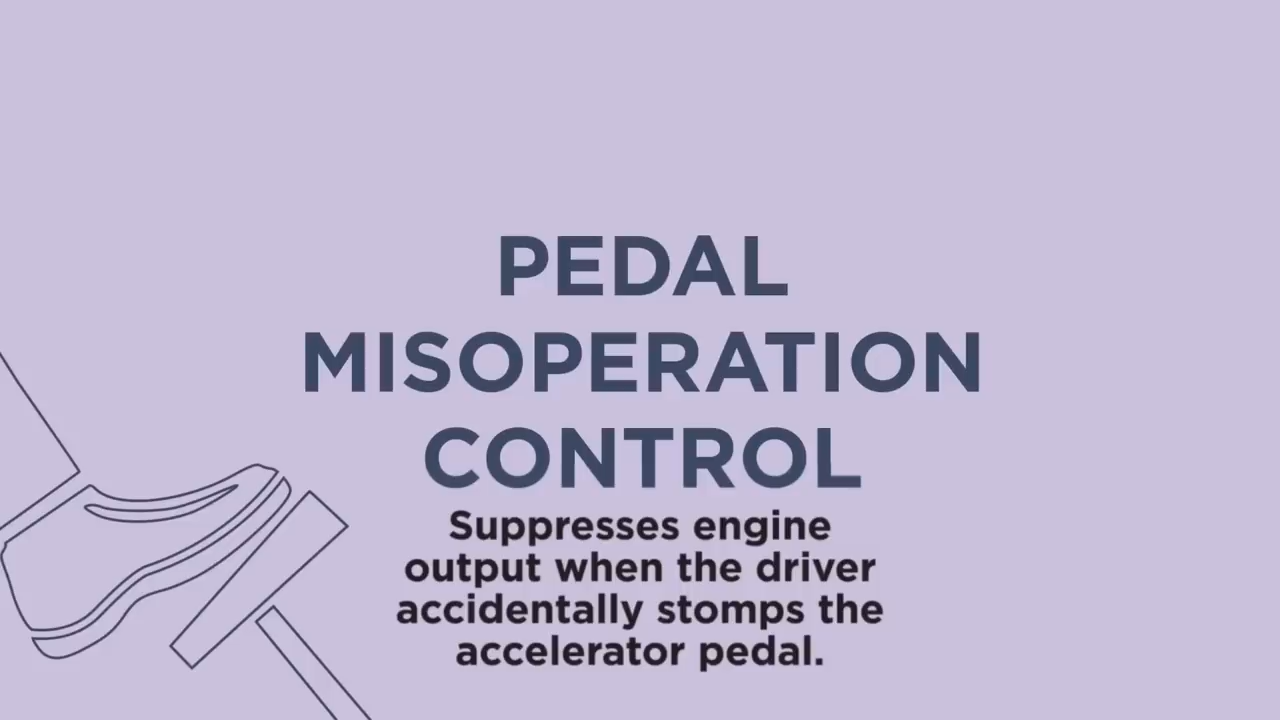 PEDAL
MISOPERATION
CONTROL
Suppresses engine
output when the driver
accidentally stomps the
accelerator pedal.